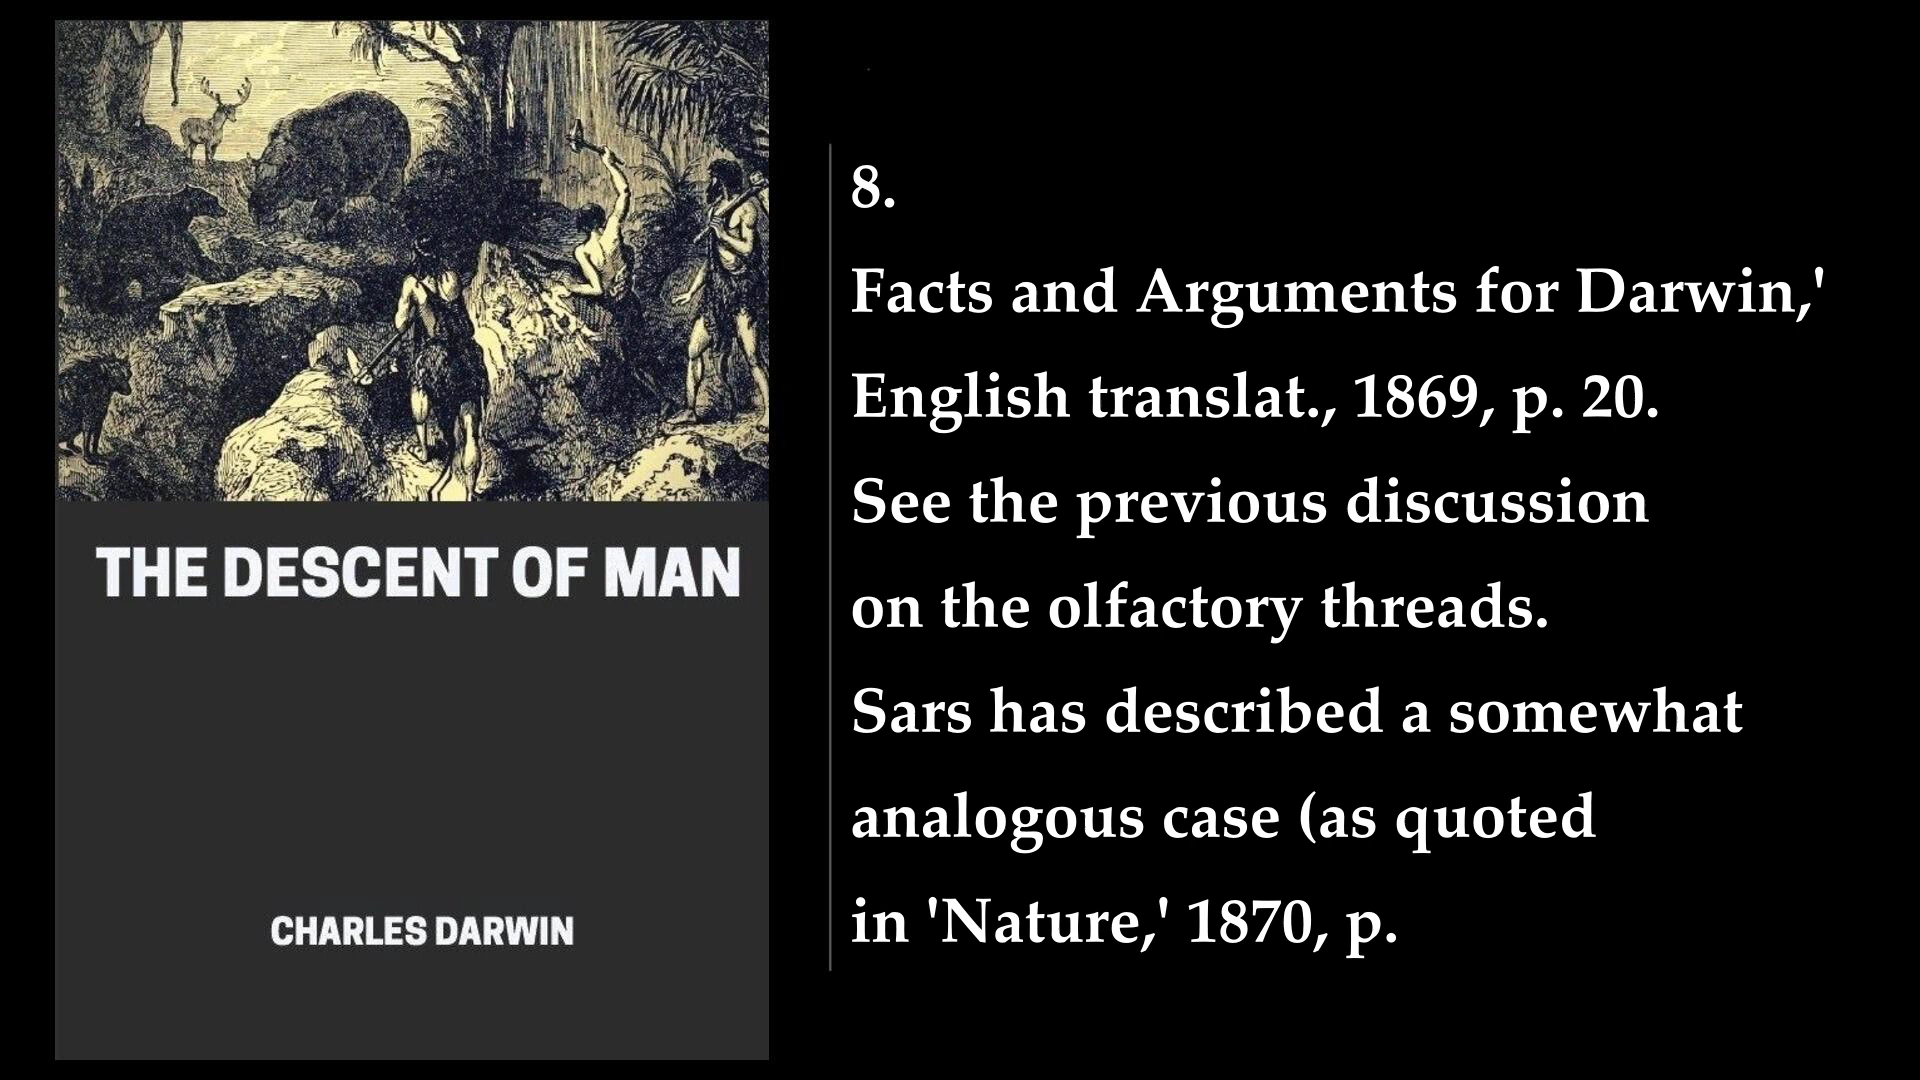 THE DESCENT OF MAN
CHARLES DARWIN
8.
Facts and Arguments for Darwin,'
English translat., 1869, p. 20.
See the previous discussion
on the olfactory threads.
Sars has described a somewhat
analogous case (as quoted
in 'Nature,' 1870, p.